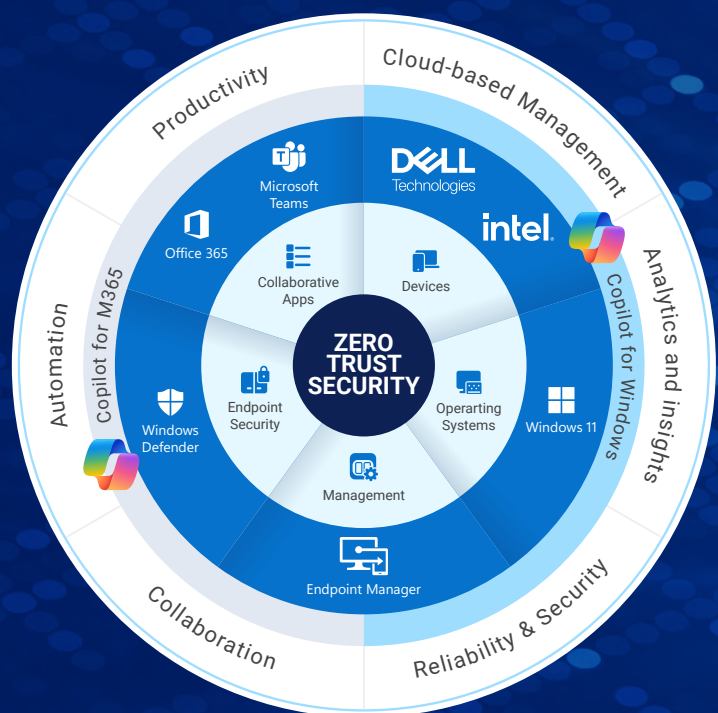 Productivity
Cloud-based Management
Analytics and insights
Reliability & Security
Collaboration
Automation
Copilot for M365
Copilot for Windows
Microsoft
Teams
Office 365
DELL
Technologies
intel.
Windows 11
Endpoint Manager
Windows
Defender
Collaborative
Apps
Devices
Operarting
Systems
Management
Endpoint
Security
ZERO
TRUST
SECURITY